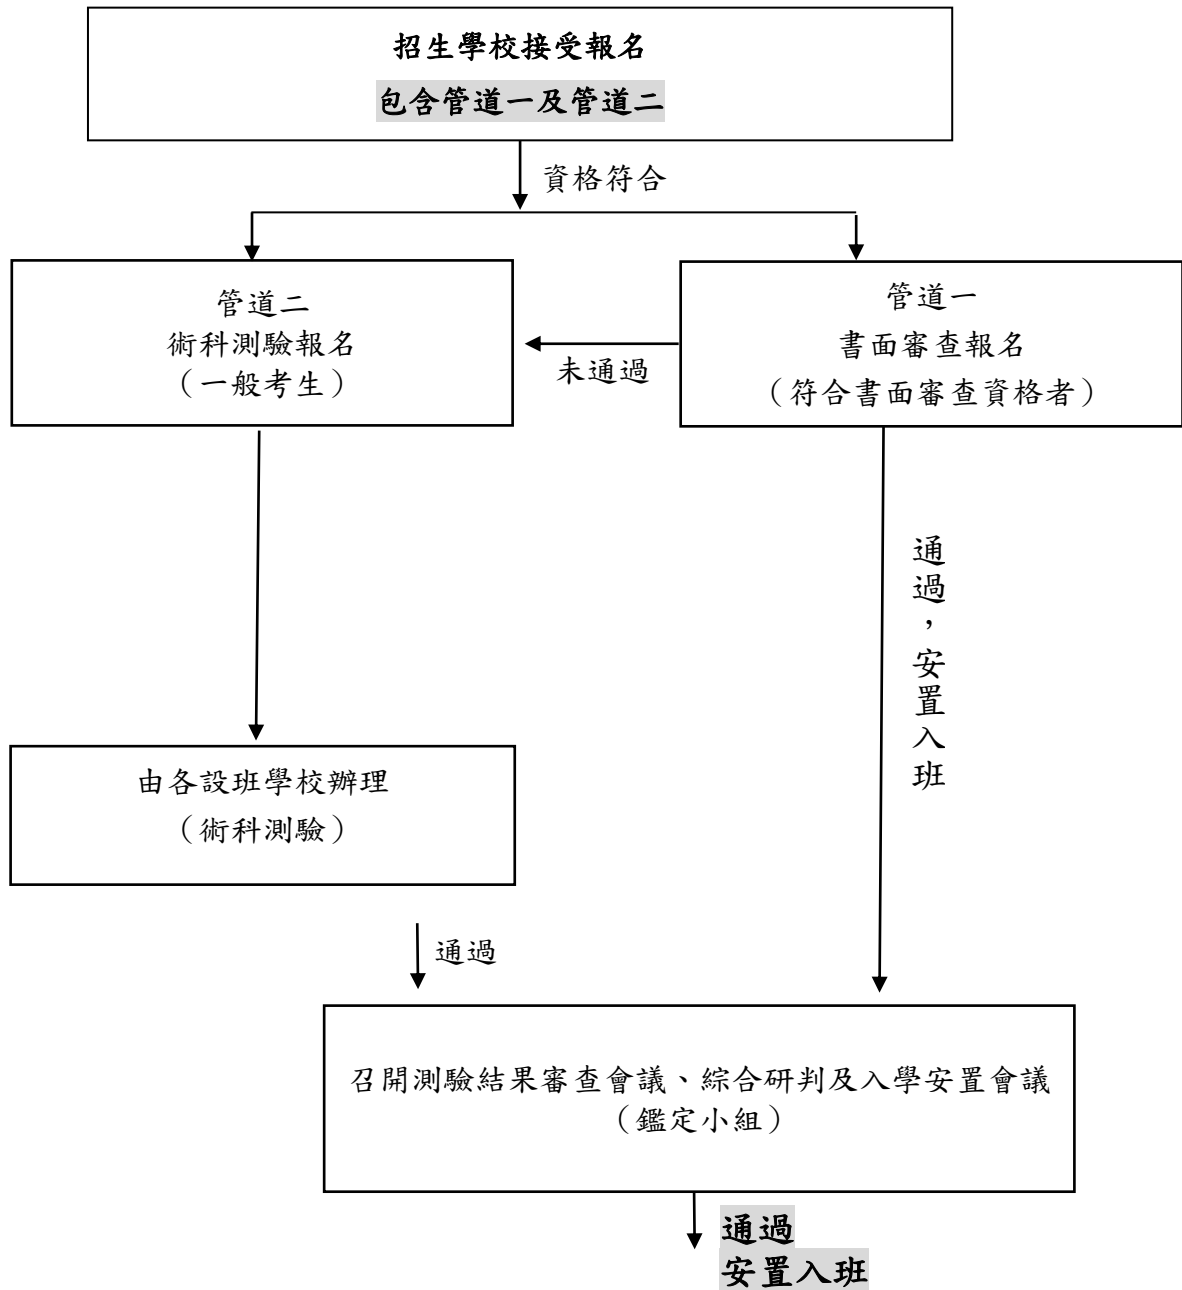 招生學校接受報名
包含管道一及管道二
資格符合
管道二
術科測驗報名
（一般考生）
未通過
管道一
書面審查報名
（符合書面審查資格者）
通過，安置入班
由各設班學校辦理
（術科測驗）
通過
召開測驗結果審查會議、綜合研判及入學安置會議
（鑑定小組）
通過
安置入班